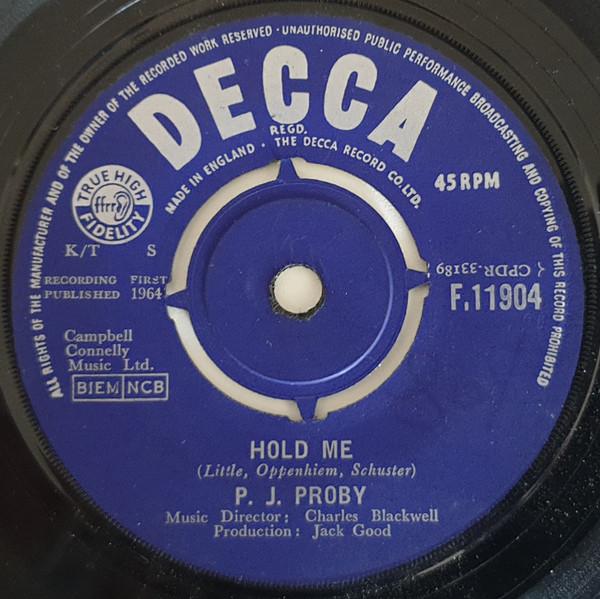 ALL RIGHTS OF THE MANUFACTURER AND OF THE OWNER OF THE RECORDED WORK RESERVED · UNAUTHORISED PUBLIC PERFORMANCE BROADCASTING AND COPYING OF THIS RECORD PROHIBITED
DECCA
REGD.
MADE IN ENGLAND · THE DECCA RECORD CO. LTD.
45 RPM
TRUE HIGH
ffrr
FIDELITY
K/T S
RECORDING FIRST
PUBLISHED 1964
(CPDR-33189
F.11904
Campbell
Connelly
Music Ltd.
BIEM NCB
HOLD ME
(Little, Oppenhiem, Schuster)
P. J. PROBY
Music Director: Charles Blackwell
Production: Jack Good